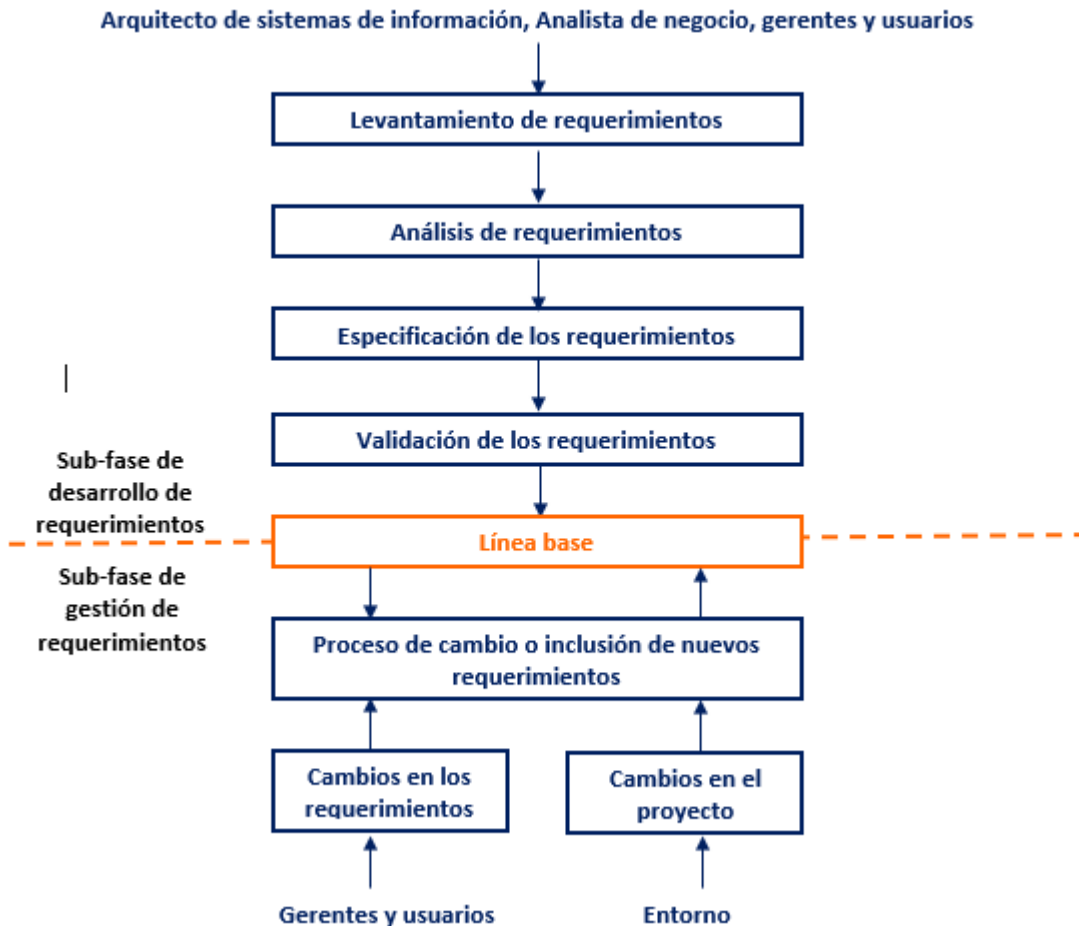 Arquitecto de sistemas de información, Analista de negocio, gerentes y usuarios
Levantamiento de requerimientos
Análisis de requerimientos
Especificación de los requerimientos
Validación de los requerimientos
Sub-fase de
desarrollo de
requerimientos
Línea base
Sub-fase de
gestión de
requerimientos
Proceso de cambio o inclusión de nuevos
requerimientos
Cambios en los
requerimientos
Cambios en el
proyecto
Gerentes y usuarios
Entorno